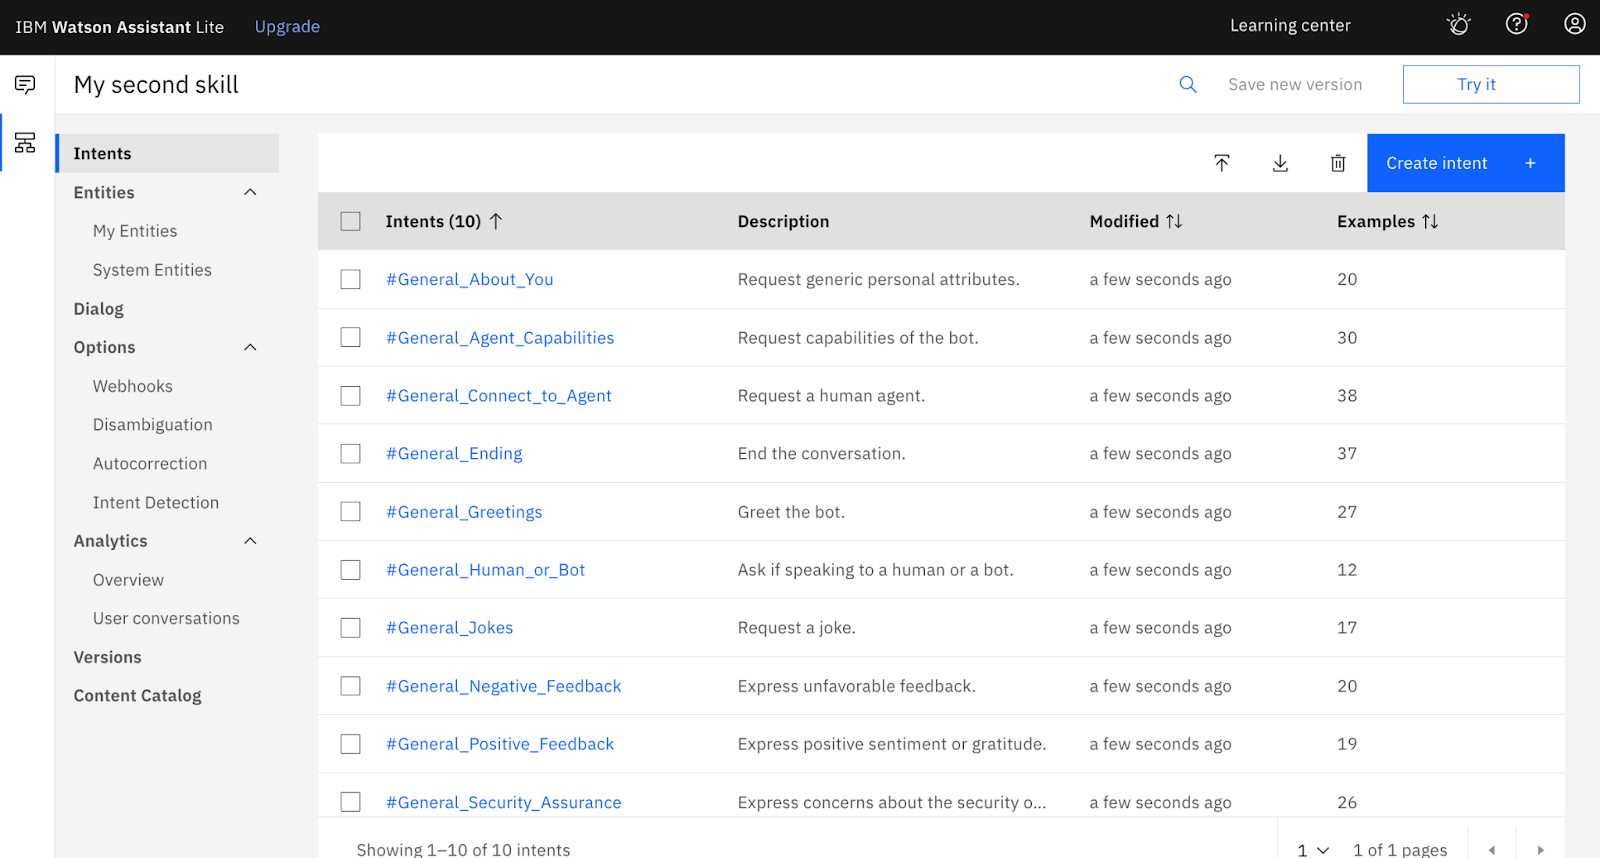 IBM Watson Assistant Lite Upgrade Learning center
My second skill Save new version Try it
Intents
Entities
My Entities
System Entities
Dialog
Options
Webhooks
Disambiguation
Autocorrection
Intent Detection
Analytics
Overview
User conversations
Versions
Content Catalog
Create intent +
Intents (10) Description Modified Examples
#General_About_You Request generic personal attributes. a few seconds ago 20
#General_Agent_Capabilities Request capabilities of the bot. a few seconds ago 30
#General_Connect_to_Agent Request a human agent. a few seconds ago 38
#General_Ending End the conversation. a few seconds ago 37
#General_Greetings Greet the bot. a few seconds ago 27
#General_Human_or_Bot Ask if speaking to a human or a bot. a few seconds ago 12
#General_Jokes Request a joke. a few seconds ago 17
#General_Negative_Feedback Express unfavorable feedback. a few seconds ago 20
#General_Positive_Feedback Express positive sentiment or gratitude. a few seconds ago 19
#General_Security_Assurance Express concerns about the security o... a few seconds ago 26
Showing 1–10 of 10 intents 1 1 of 1 pages